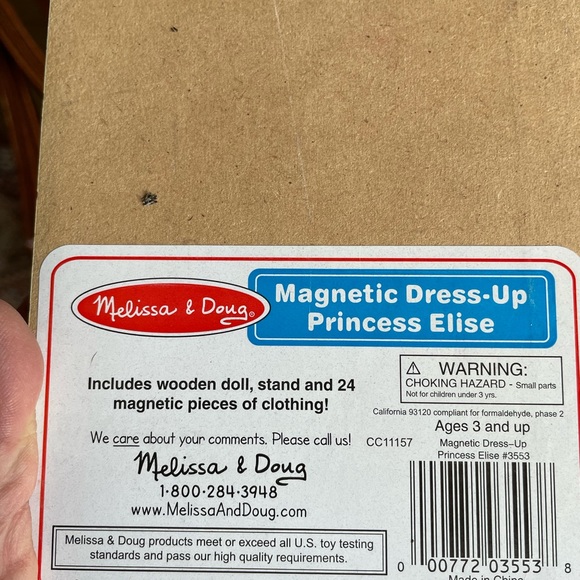 Melissa & Doug®
Magnetic Dress-Up
Princess Elise
Includes wooden doll, stand and 24
magnetic pieces of clothing!
We care about your comments. Please call us!
Melissa & Doug
1-800-284-3948
www.MelissaAndDoug.com
Melissa & Doug products meet or exceed all U.S. toy testing
standards and pass our high quality requirements.
⚠ WARNING:
CHOKING HAZARD - Small parts
Not for children under 3 yrs.
California 93120 compliant for formaldehyde, phase 2
Ages 3 and up
CC11157
Magnetic Dress-Up
Princess Elise #3553
0 00772 03553 8
Made in China